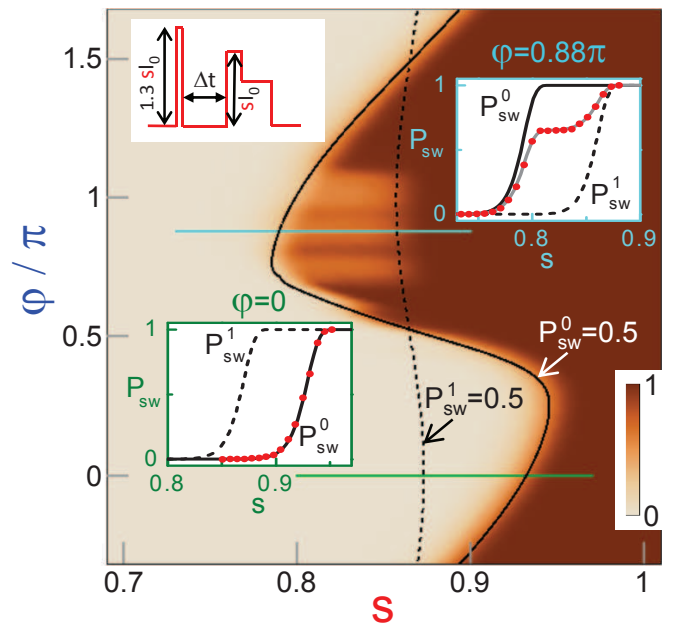 1.5
1
0.5
0
φ / π
0.7
0.8
0.9
1
s
1.3 sI₀
Δt
sI₀
φ=0.88π
P⁰sw
Psw
P¹sw
1
0
0.8
0.9
s
φ=0
1
P¹sw
Psw
P⁰sw
0
0.8
0.9
s
P⁰sw=0.5
P¹sw=0.5
1
0